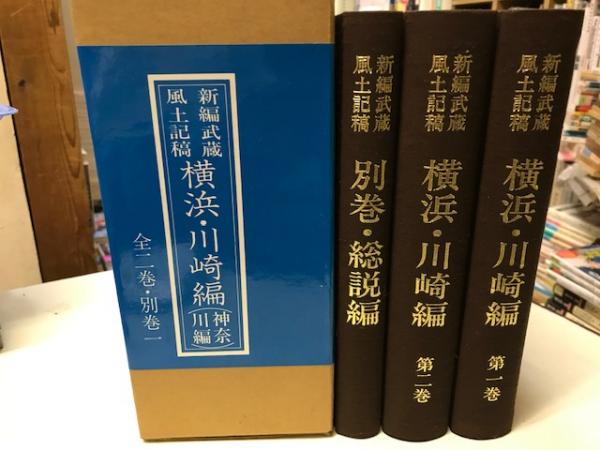 新編武蔵
風土記稿
横浜・川崎編
(神奈
川編)
全二巻・別巻一
新編武蔵
風土記稿
別巻・総説編
新編武蔵
風土記稿
横浜・川崎編
第二巻
新編武蔵
風土記稿
横浜・川崎編
第一巻